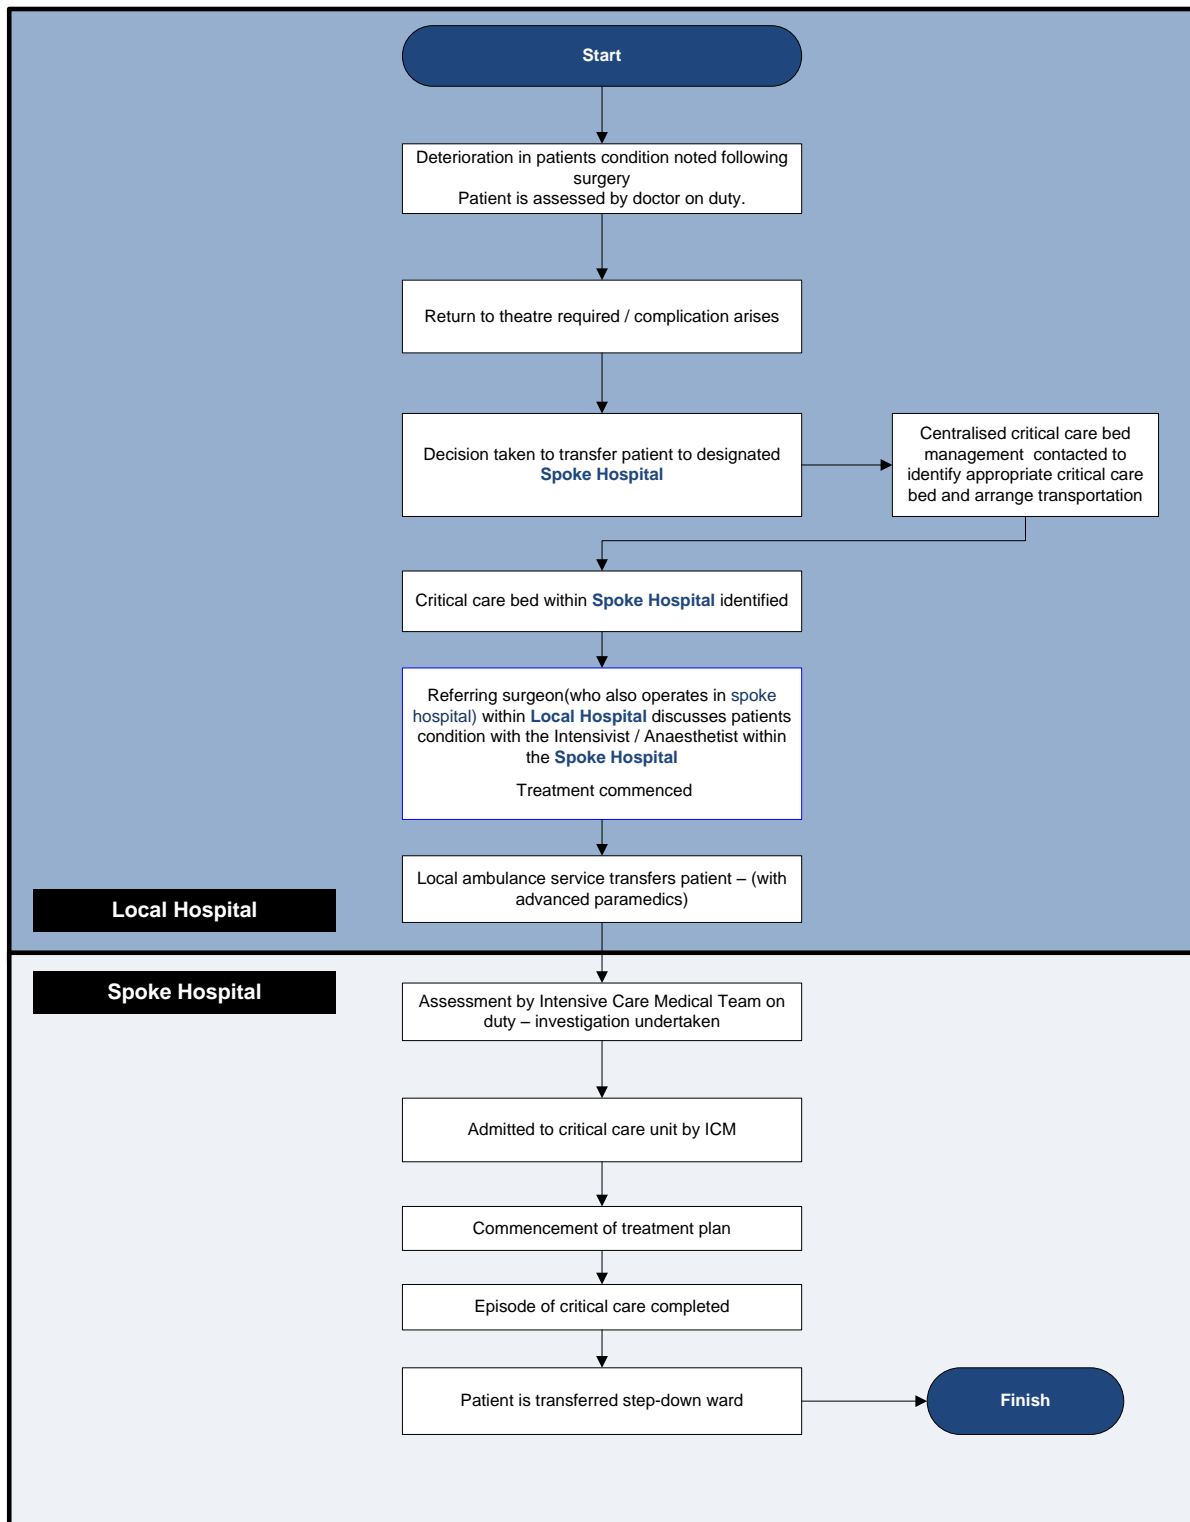 Start
Deterioration in patients condition noted following
surgery
Patient is assessed by doctor on duty.
Return to theatre required / complication arises
Decision taken to transfer patient to designated
Spoke Hospital
Centralised critical care bed
management contacted to
identify appropriate critical care
bed and arrange transportation
Critical care bed within Spoke Hospital identified
Referring surgeon(who also operates in spoke
hospital) within Local Hospital discusses patients
condition with the Intensivist / Anaesthetist within
the Spoke Hospital
Treatment commenced
Local ambulance service transfers patient – (with
advanced paramedics)
Local Hospital
Spoke Hospital
Assessment by Intensive Care Medical Team on
duty – investigation undertaken
Admitted to critical care unit by ICM
Commencement of treatment plan
Episode of critical care completed
Patient is transferred step-down ward
Finish